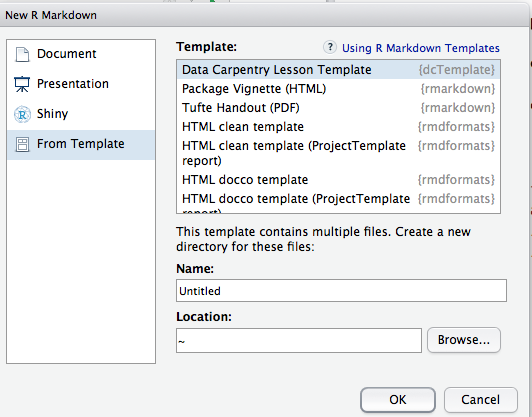 New R Markdown
Document
Presentation
Shiny
From Template
Template:
? Using R Markdown Templates
Data Carpentry Lesson Template {dcTemplate}
Package Vignette (HTML) {rmarkdown}
Tufte Handout (PDF) {rmarkdown}
HTML clean template {rmdformats}
HTML clean template (ProjectTemplate {rmdformats}
report)
HTML docco template {rmdformats}
HTML docco template (ProjectTemplate {rmdformats}
report)
This template contains multiple files. Create a new
directory for these files:
Name:
Untitled
Location:
~
Browse...
OK
Cancel